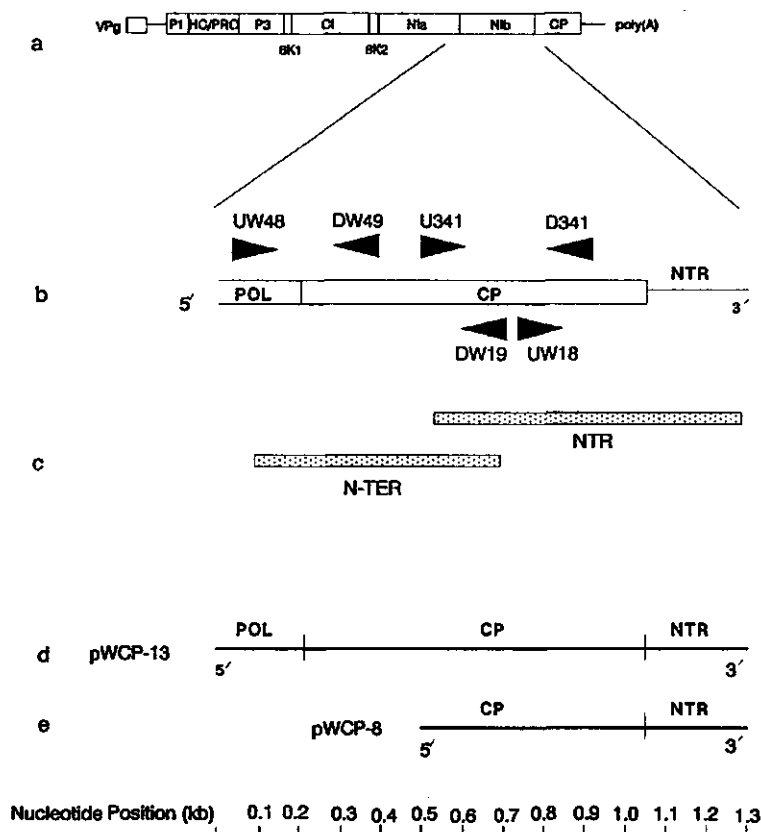 a
VPg P1 HC/PRC P3 CI NIa NIb CP poly(A)
6K1 6K2
UW48 DW49 U341 D341
b 5′ POL CP NTR 3′
DW19 UW18
NTR
c
N-TER
POL CP NTR
d pWCP-13
5′ 3′
CP NTR
e pWCP-8
5′ 3′
Nucleotide Position (kb) 0.1 0.2 0.3 0.4 0.5 0.6 0.7 0.8 0.9 1.0 1.1 1.2 1.3